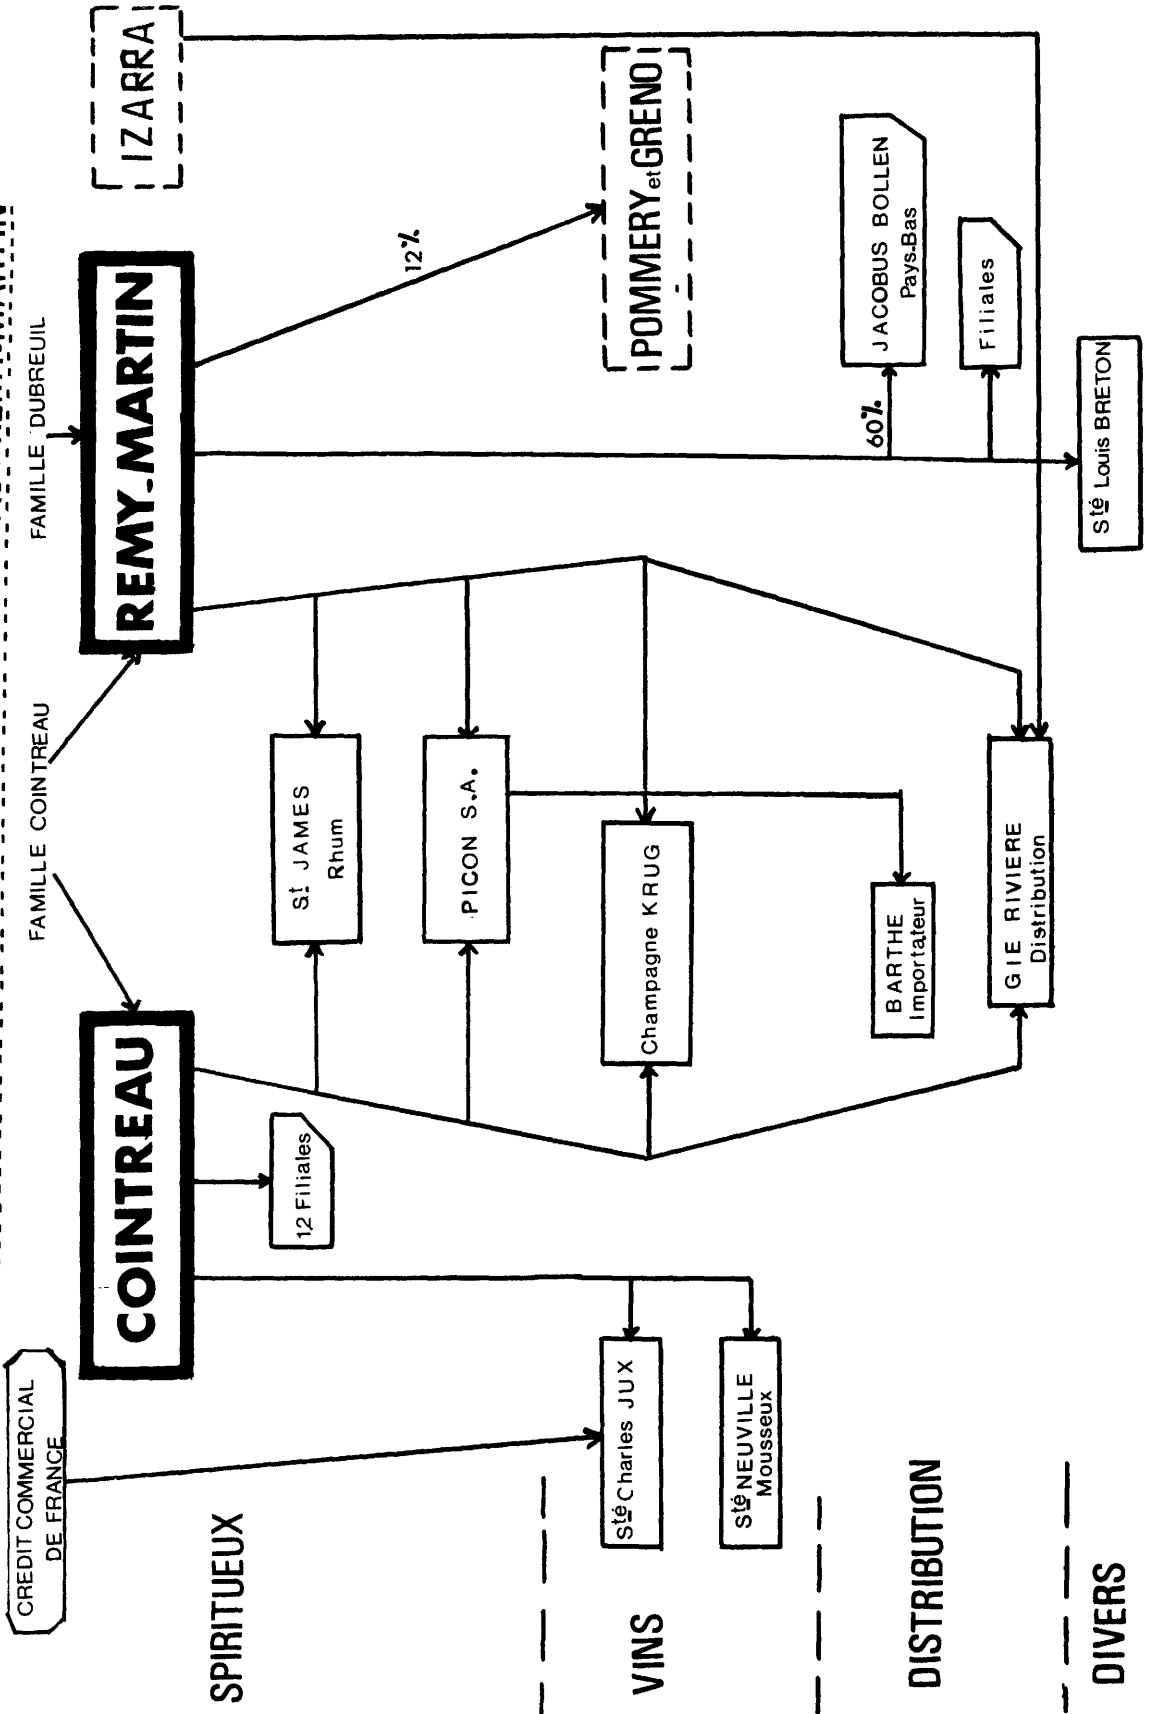 CREDIT COMMERCIAL
DE FRANCE
FAMILLE COINTREAU
FAMILLE DUBREUIL
COINTREAU
REMY-MARTIN
IZARRA
SPIRITUEUX
12 Filiales
St JAMES
Rhum
PICON S.A.
12%
VINS
Sté Charles JUX
Champagne KRUG
POMMERY et GRENO
Sté NEUVILLE
Mousseux
DISTRIBUTION
BARTHE
Importateur
60%
JACOBUS BOLLEN
Pays-Bas
GIE RIVIERE
Distribution
Filiales
DIVERS
Sté Louis BRETON